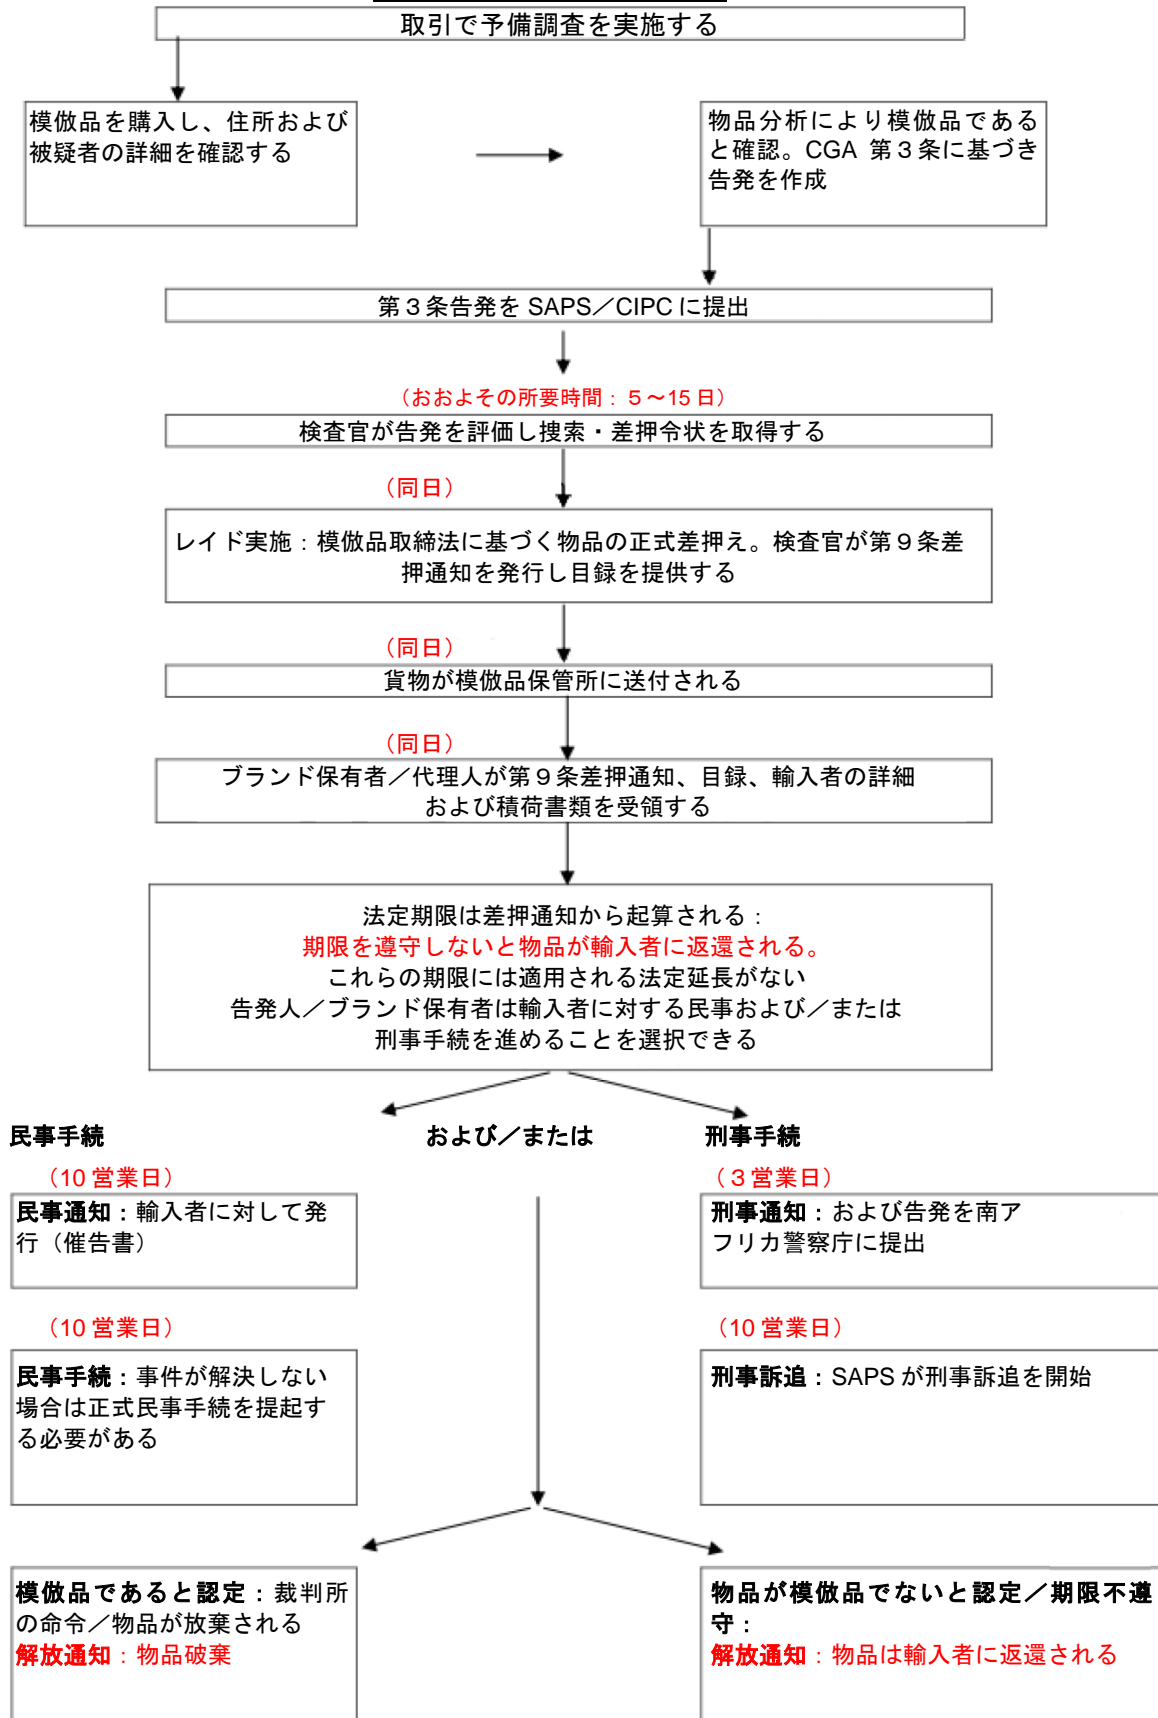 取引で予備調査を実施する
模倣品を購入し、住所および
被疑者の詳細を確認する
物品分析により模倣品である
と確認。CGA 第３条に基づき
告発を作成
第３条告発を SAPS／CIPC に提出
（おおよその所要時間：５～15 日）
検査官が告発を評価し捜索・差押令状を取得する
（同日）
レイド実施：模倣品取締法に基づく物品の正式差押え。検査官が第９条差
押通知を発行し目録を提供する
（同日）
貨物が模倣品保管所に送付される
（同日）
ブランド保有者／代理人が第９条差押通知、目録、輸入者の詳細
および積荷書類を受領する
法定期限は差押通知から起算される：
期限を遵守しないと物品が輸入者に返還される。
これらの期限には適用される法定延長がない
告発人／ブランド保有者は輸入者に対する民事および／または
刑事手続を進めることを選択できる
民事手続
および／または
刑事手続
（10 営業日）
民事通知：輸入者に対して発
行（催告書）
（３営業日）
刑事通知：および告発を南ア
フリカ警察庁に提出
（10 営業日）
民事手続：事件が解決しない
場合は正式民事手続を提起す
る必要がある
（10 営業日）
刑事訴追：SAPS が刑事訴追を開始
模倣品であると認定：裁判所
の命令／物品が放棄される
解放通知：物品破棄
物品が模倣品でないと認定／期限不遵
守：
解放通知：物品は輸入者に返還される